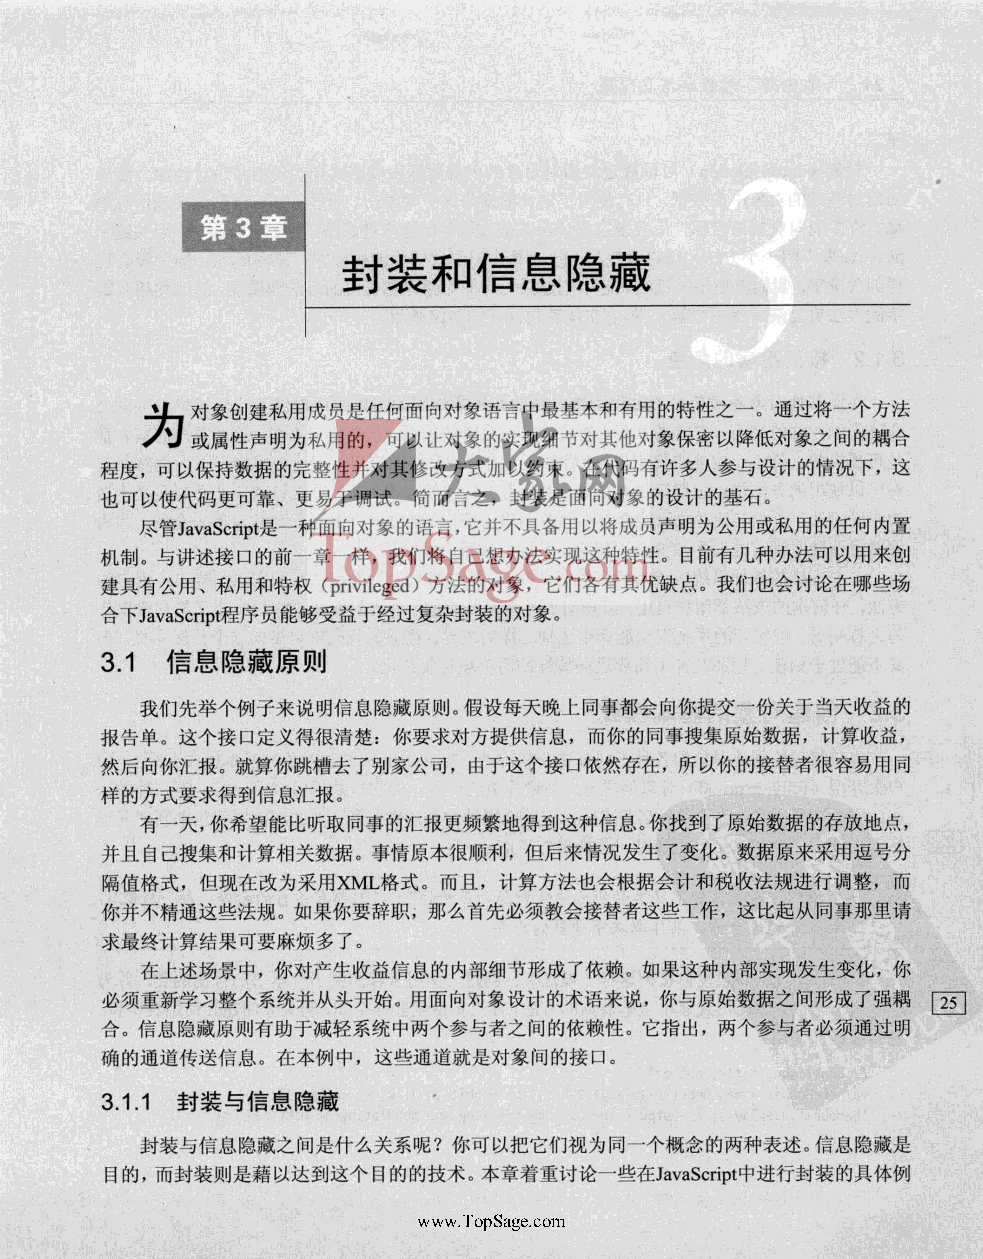 第3章
封装和信息隐藏
3
为对象创建私用成员是任何面向对象语言中最基本和有用的特性之一。通过将一个方法
或属性声明为私用的，可以让对象的实现细节对其他对象保密以降低对象之间的耦合
程度，可以保持数据的完整性并对其修改方式加以约束。在代码有许多人参与设计的情况下，这
也可以使代码更可靠、更易于调试。简而言之，封装是面向对象的设计的基石。
尽管JavaScript是一种面向对象的语言，它并不具备用以将成员声明为公用或私用的任何内置
机制。与讲述接口的前一章一样，我们将自己想办法实现这种特性。目前有几种办法可以用来创
建具有公用、私用和特权（privileged）方法的对象，它们各有其优缺点。我们也会讨论在哪些场
合下JavaScript程序员能够受益于经过复杂封装的对象。
大家网
TopSage.com
3.1 信息隐藏原则
我们先举个例子来说明信息隐藏原则。假设每天晚上同事都会向你提交一份关于当天收益的
报告单。这个接口定义得很清楚：你要求对方提供信息，而你的同事搜集原始数据，计算收益，
然后向你汇报。就算你跳槽去了别家公司，由于这个接口依然存在，所以你的接替者很容易用同
样的方式要求得到信息汇报。
有一天，你希望能比听取同事的汇报更频繁地得到这种信息。你找到了原始数据的存放地点，
并且自己搜集和计算相关数据。事情原本很顺利，但后来情况发生了变化。数据原来采用逗号分
隔值格式，但现在改为采用XML格式。而且，计算方法也会根据会计和税收法规进行调整，而
你并不精通这些法规。如果你要辞职，那么首先必须教会接替者这些工作，这比起从同事那里请
求最终计算结果可要麻烦多了。
在上述场景中，你对产生收益信息的内部细节形成了依赖。如果这种内部实现发生变化，你
必须重新学习整个系统并从头开始。用面向对象设计的术语来说，你与原始数据之间形成了强耦
25
合。信息隐藏原则有助于减轻系统中两个参与者之间的依赖性。它指出，两个参与者必须通过明
确的通道传送信息。在本例中，这些通道就是对象间的接口。
3.1.1 封装与信息隐藏
封装与信息隐藏之间是什么关系呢？你可以把它们视为同一个概念的两种表述。信息隐藏是
目的，而封装则是藉以达到这个目的的技术。本章着重讨论一些在JavaScript中进行封装的具体例
www.TopSage.com